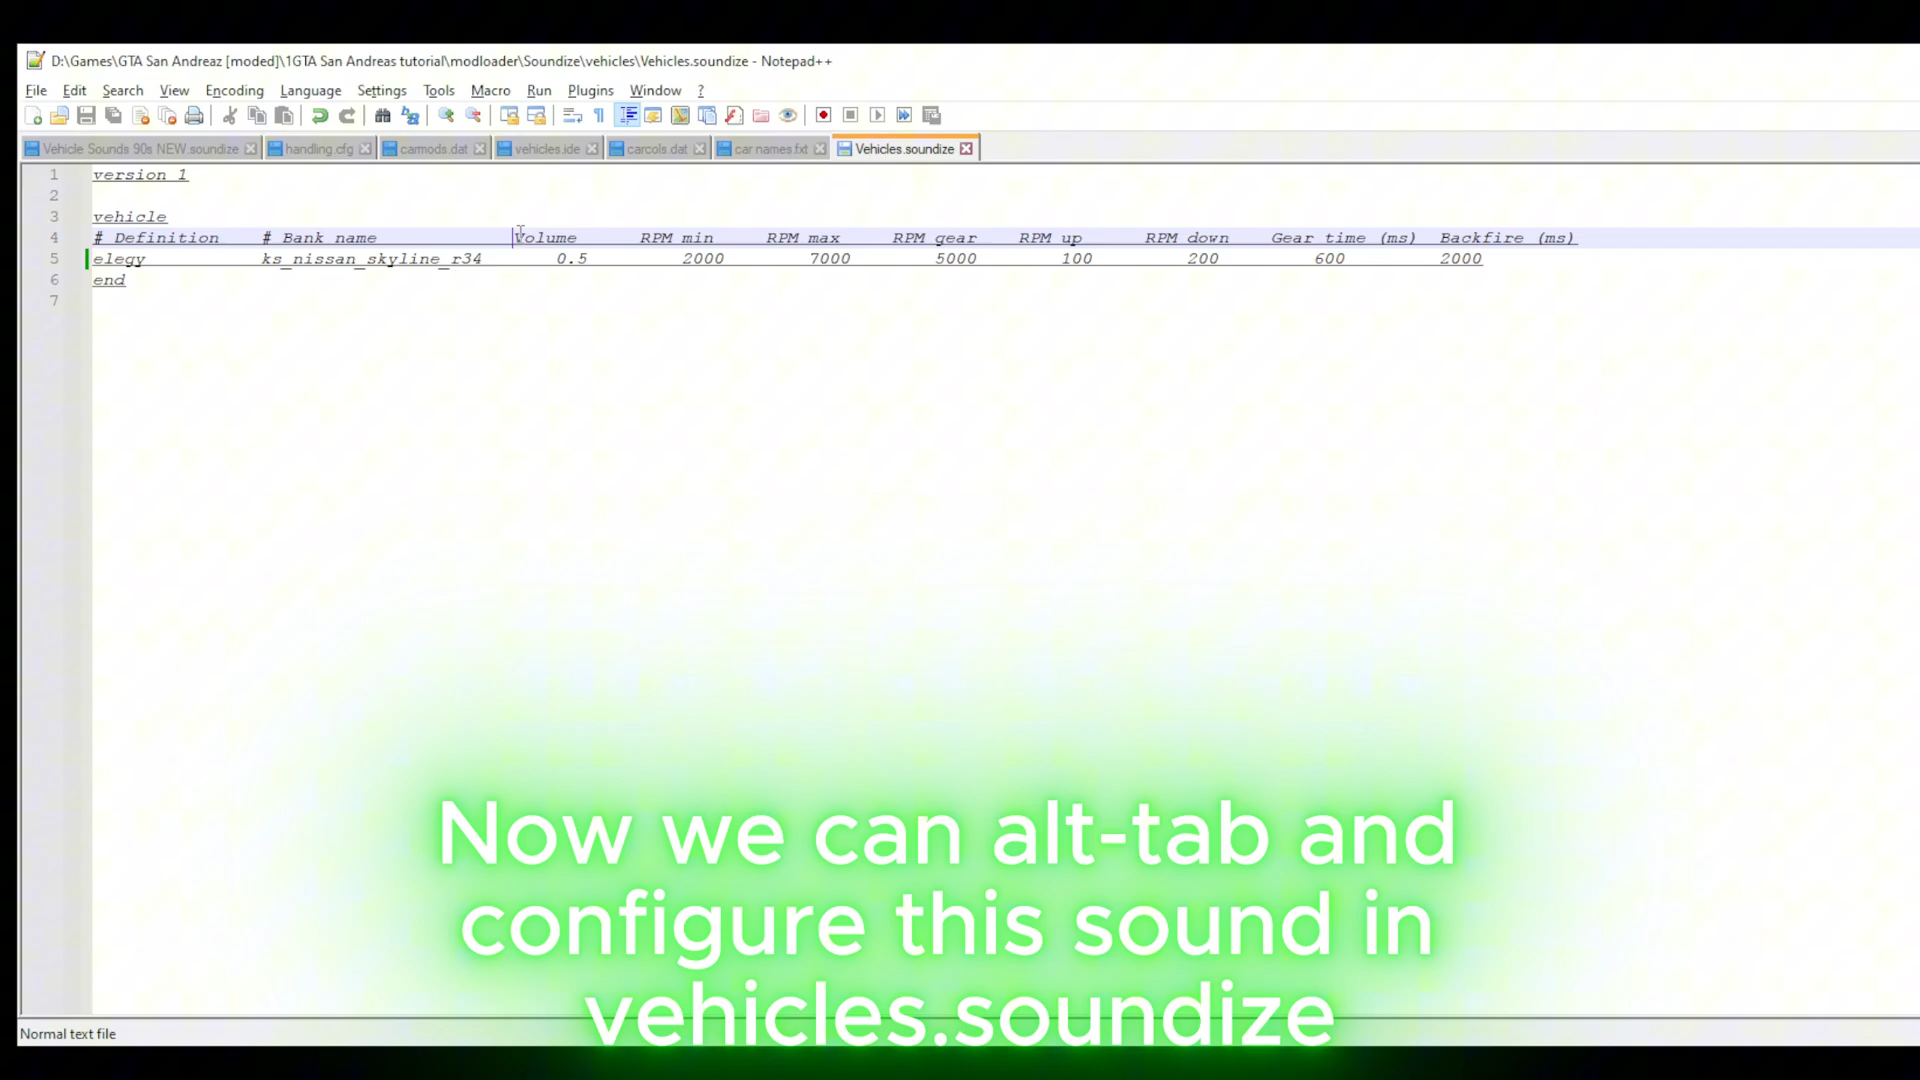 D:\Games\GTA San Andreaz [moded]\1GTA San Andreas tutorial\modloader\Soundize\vehicles\Vehicles.soundize - Notepad++
File Edit Search View Encoding Language Settings Tools Macro Run Plugins Window ?
Vehicle Sounds 90s NEW.soundize handling.cfg carmods.dat vehicles.ide carcols.dat car names.fxt Vehicles.soundize
1 version 1
2
3 vehicle
4 # Definition # Bank name Volume RPM min RPM max RPM gear RPM up RPM down Gear time (ms) Backfire (ms)
5 elegy ks_nissan_skyline_r34 0.5 2000 7000 5000 100 200 600 2000
6 end
7
Now we can alt-tab and
configure this sound in
vehicles.soundize
Normal text file